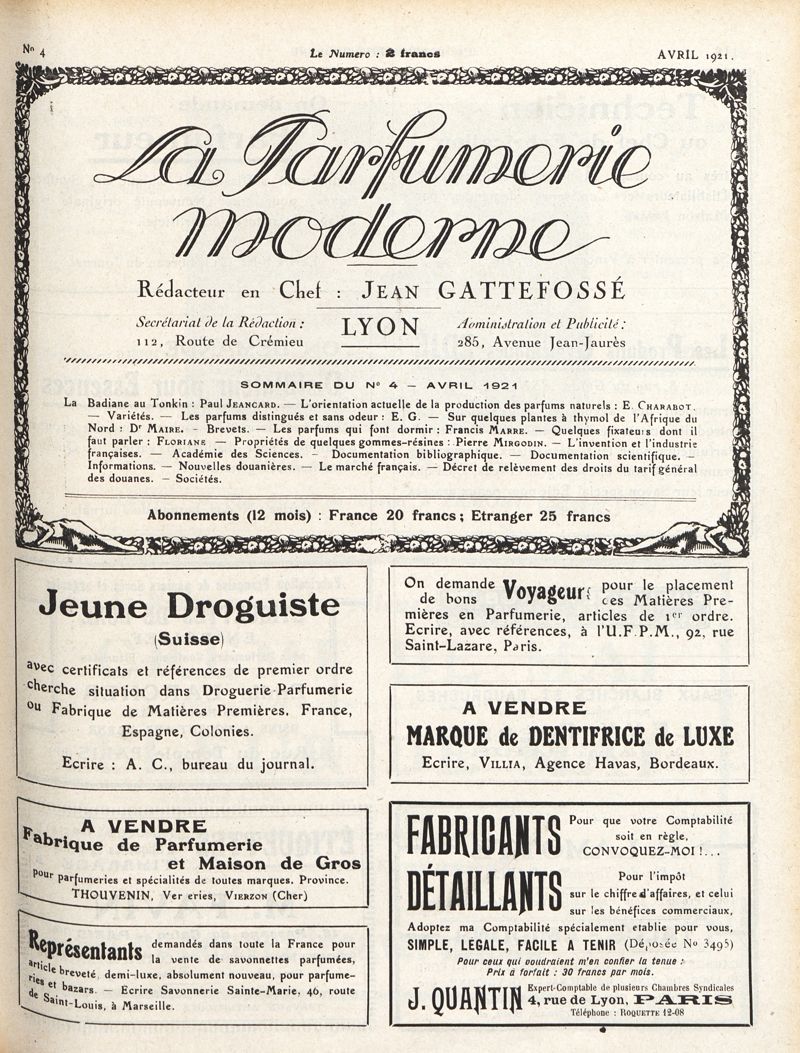 No 4
Le Numero : 2 francs
AVRIL 1921.
La Parfumerie
moderne
Rédacteur en Chef : JEAN GATTEFOSSÉ
Secrétariat de la Rédaction :
112, Route de Crémieu
LYON
Administration et Publicité :
285, Avenue Jean-Jaurès
SOMMAIRE DU No 4 — AVRIL 1921
La Badiane au Tonkin : Paul JEANCARD. — L'orientation actuelle de la production des parfums naturels : E. CHARABOT.
— Variétés. — Les parfums distingués et sans odeur : E. G. — Sur quelques plantes à thymol de l'Afrique du
Nord : Dr MAIRE. - Brevets. — Les parfums qui font dormir : Francis MARRE. — Quelques fixateurs dont il
faut parler : FLORIANE — Propriétés de quelques gommes-résines : Pierre MIRGODIN. — L'invention et l'industrie
françaises. — Académie des Sciences. — Documentation bibliographique. — Documentation scientifique. —
Informations. — Nouvelles douanières. — Le marché français. — Décret de relèvement des droits du tarif général
des douanes. — Sociétés.
Abonnements (12 mois) : France 20 francs ; Etranger 25 francs
Jeune Droguiste
(Suisse)
avec certificats et références de premier ordre
cherche situation dans Droguerie-Parfumerie
ou Fabrique de Matières Premières, France,
Espagne, Colonies.
Ecrire : A. C., bureau du journal.
A VENDRE
Fabrique de Parfumerie
et Maison de Gros
pour parfumeries et spécialités de toutes marques. Province.
THOUVENIN, Ver eries, VIERZON (Cher)
Représentants demandés dans toute la France pour
la vente de savonnettes parfumées,
article breveté, demi-luxe, absolument nouveau, pour parfume-
ries et bazars. — Ecrire Savonnerie Sainte-Marie, 46, route
de Saint-Louis, à Marseille.
On demande de bons Voyageurs pour le placement
ces Matières Pre-
mières en Parfumerie, articles de 1er ordre.
Ecrire, avec références, à l'U.F.P.M., 92, rue
Saint-Lazare, Paris.
A VENDRE
MARQUE de DENTIFRICE de LUXE
Ecrire, VILLIA, Agence Havas, Bordeaux.
FABRICANTS
DÉTAILLANTS
Pour que votre Comptabilité
soit en règle,
CONVOQUEZ-MOI !...
Pour l'impôt
sur le chiffre d'affaires, et celui
sur les bénéfices commerciaux,
Adoptez ma Comptabilité spécialement etablie pour vous,
SIMPLE, LEGALE, FACILE A TENIR (Déposée No 3495)
Pour ceux qui voudraient m'en confier la tenue :
Prix à forfait : 30 francs par mois.
J. QUANTIN Expert-Comptable de plusieurs Chambres Syndicales
4, rue de Lyon, PARIS
Téléphone : ROQUETTE 12-08